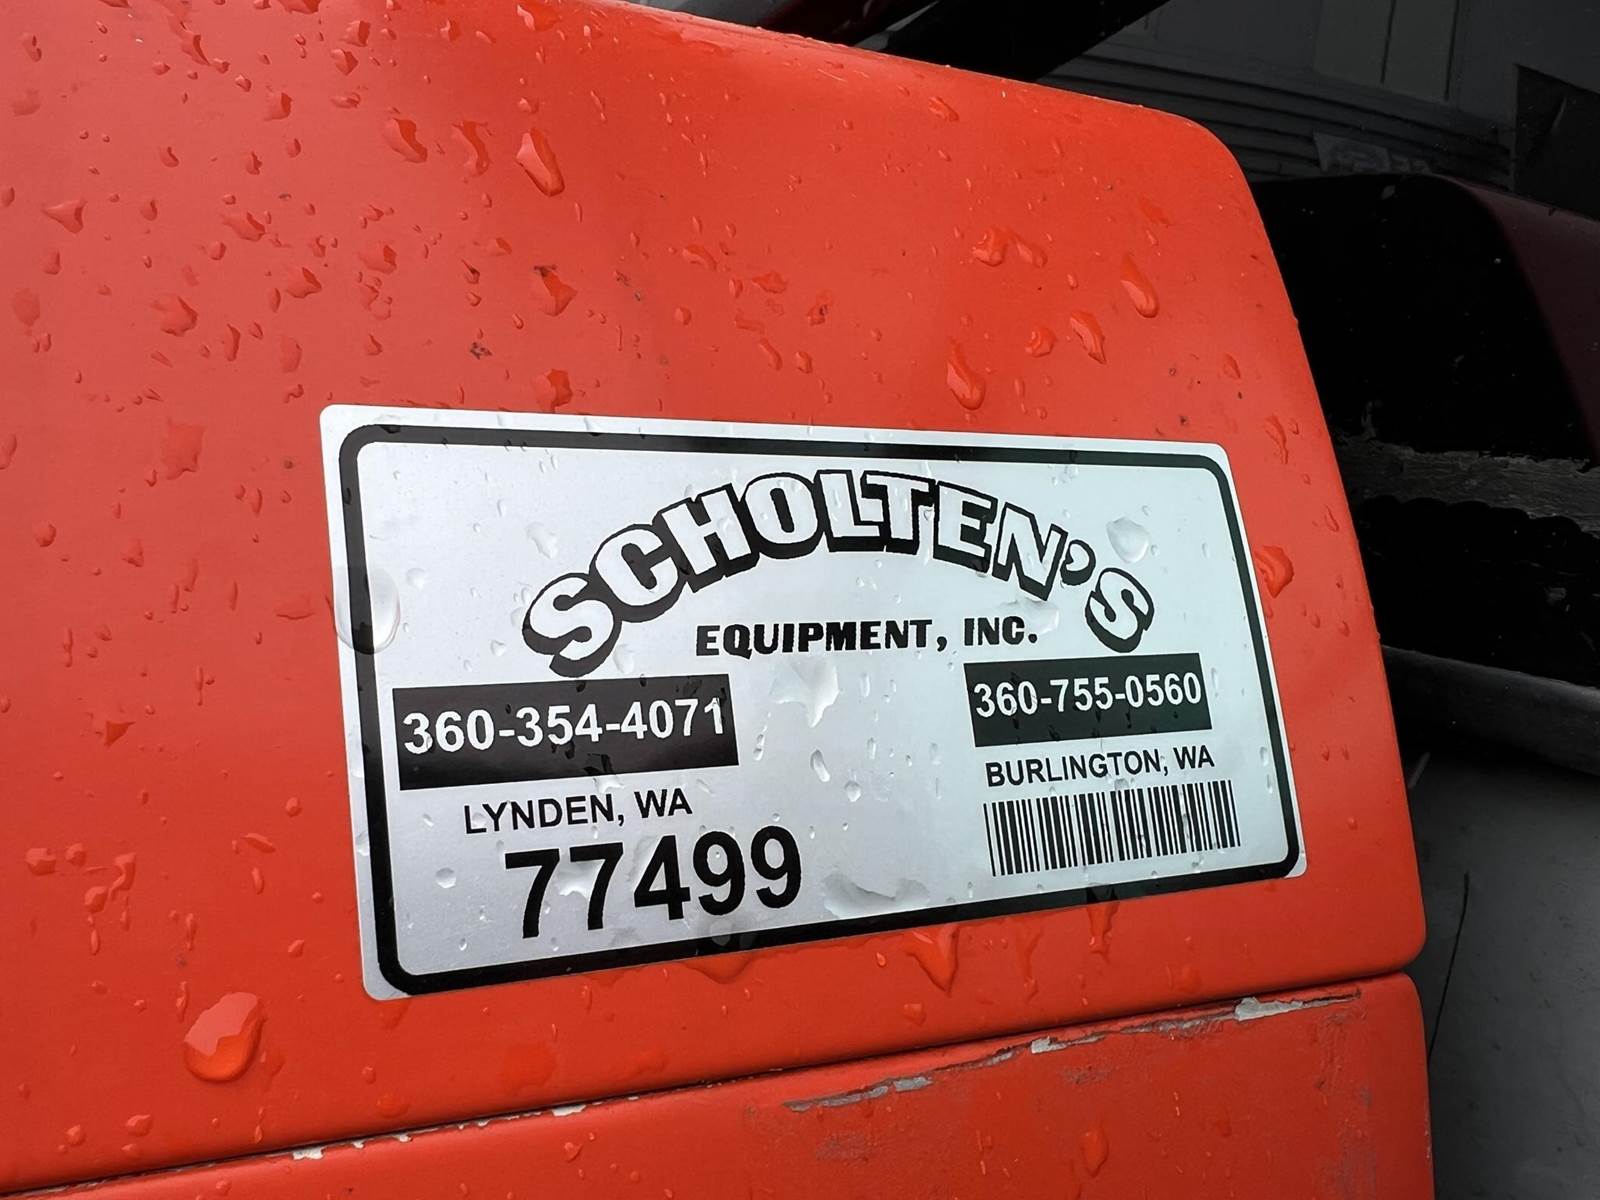 SCHOLTEN'S
EQUIPMENT, INC.
360-354-4071
LYNDEN, WA
77499
360-755-0560
BURLINGTON, WA